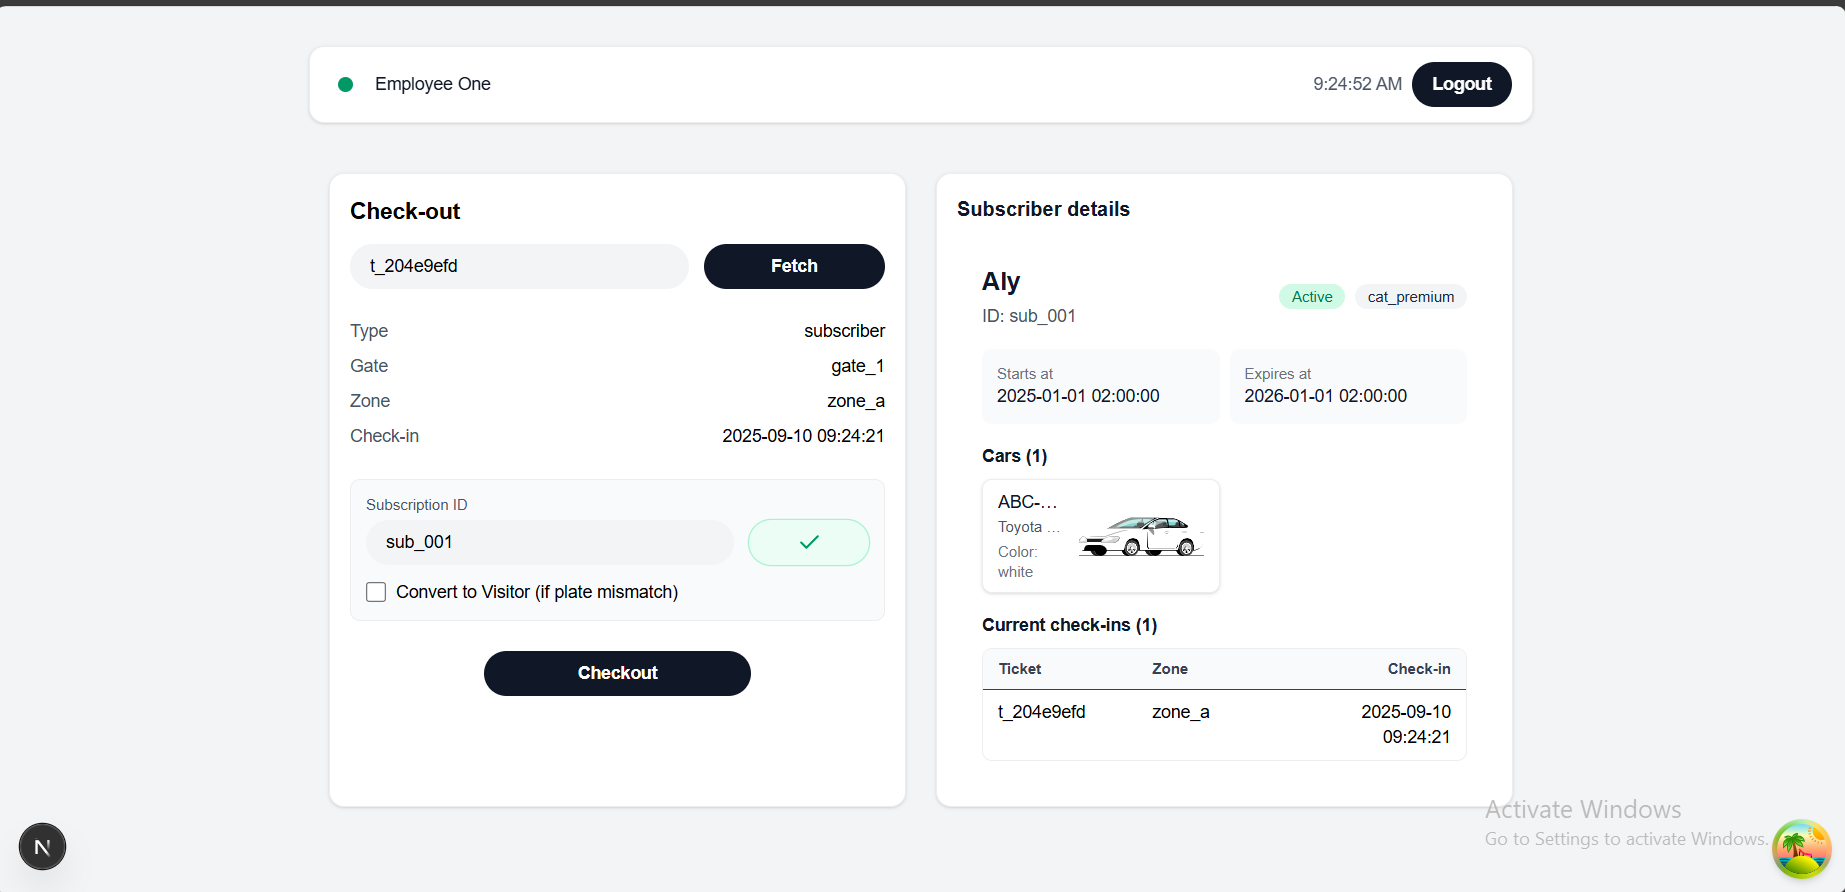 Employee One
9:24:52 AM
Logout
Check-out
t_204e9efd
Fetch
Type
subscriber
Gate
gate_1
Zone
zone_a
Check-in
2025-09-10 09:24:21
Subscription ID
sub_001
Convert to Visitor (if plate mismatch)
Checkout
Subscriber details
Aly
ID: sub_001
Active
cat_premium
Starts at
2025-01-01 02:00:00
Expires at
2026-01-01 02:00:00
Cars (1)
ABC-…
Toyota …
Color:
white
Current check-ins (1)
Ticket
Zone
Check-in
t_204e9efd
zone_a
2025-09-10
09:24:21
Activate Windows
Go to Settings to activate Windows.
N